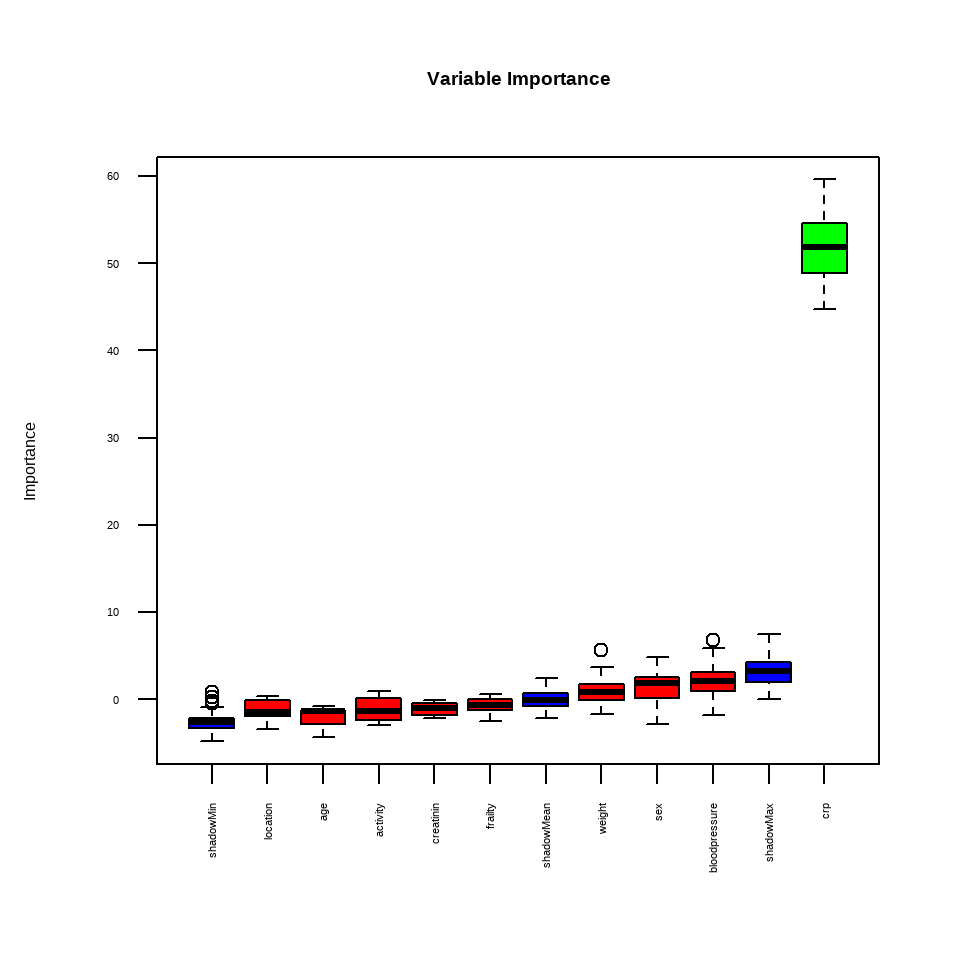 Variable Importance
Importance
60
50
40
30
20
10
0
shadowMin
location
age
activity
creatinin
frailty
shadowMean
weight
sex
bloodpressure
shadowMax
crp